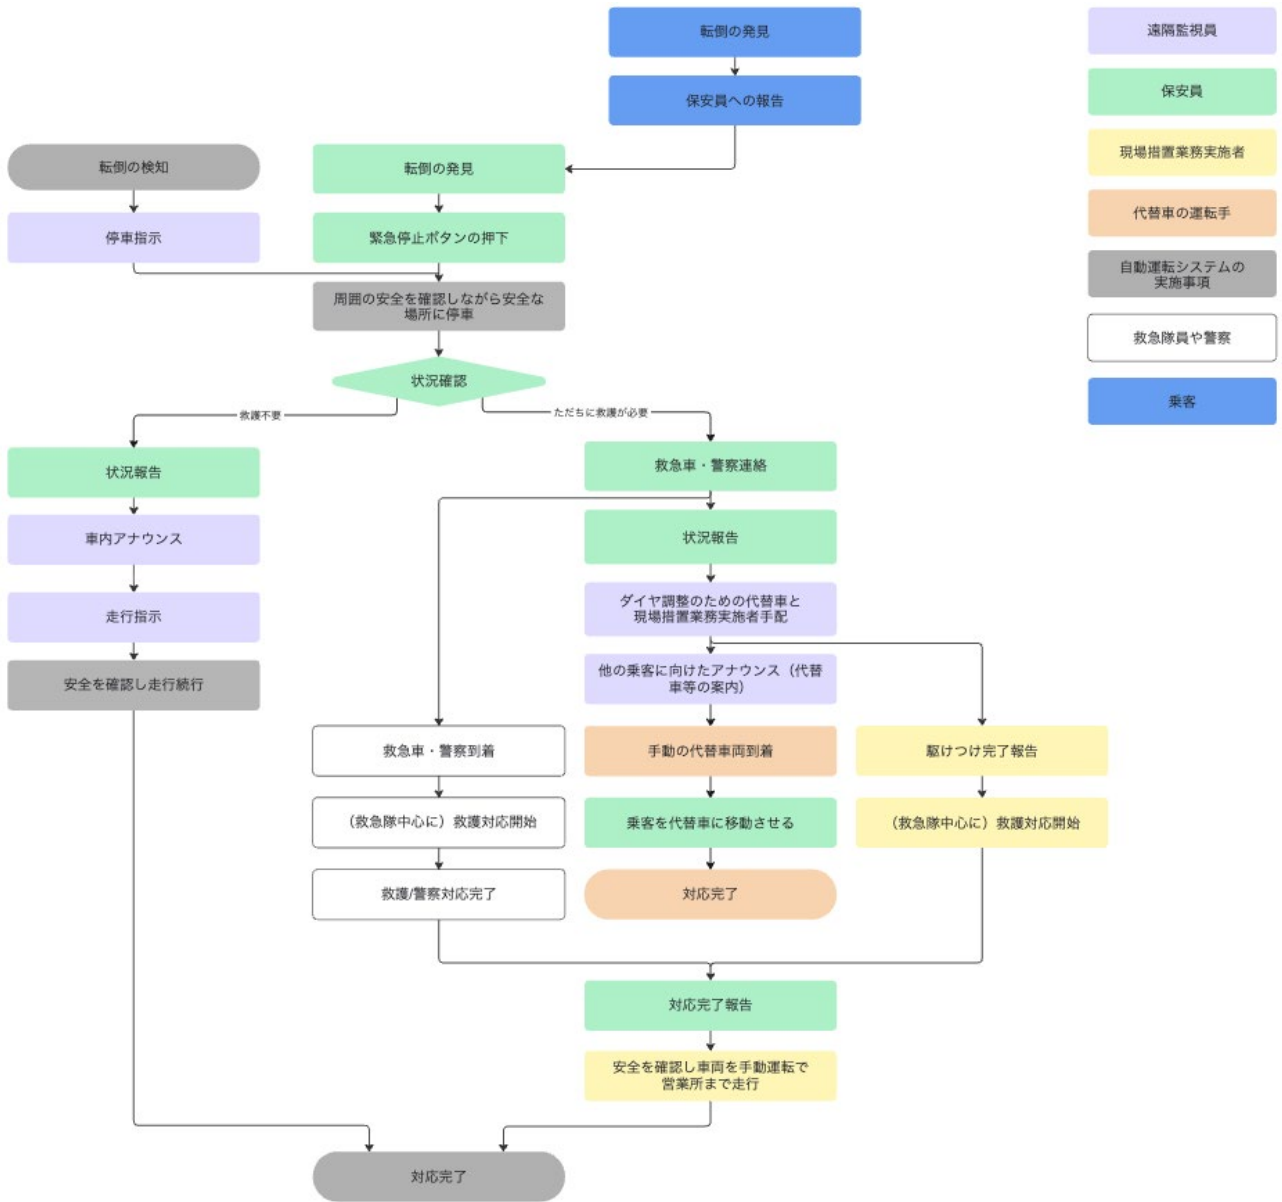 転倒の発見
保安員への報告
転倒の検知
転倒の発見
停車指示
緊急停止ボタンの押下
周囲の安全を確認しながら安全な
場所に停車
状況確認
救護不要
ただちに救護が必要
状況報告
車内アナウンス
走行指示
安全を確認し走行続行
救急車・警察連絡
状況報告
ダイヤ調整のための代替車と
現場措置業務実施者手配
他の乗客に向けたアナウンス（代替
車等の案内）
救急車・警察到着
手動の代替車両到着
駆けつけ完了報告
（救急隊中心に）救護対応開始
乗客を代替車に移動させる
（救急隊中心に）救護対応開始
救護/警察対応完了
対応完了
対応完了報告
安全を確認し車両を手動運転で
営業所まで走行
対応完了
遠隔監視員
保安員
現場措置業務実施者
代替車の運転手
自動運転システムの
実施事項
救急隊員や警察
乗客